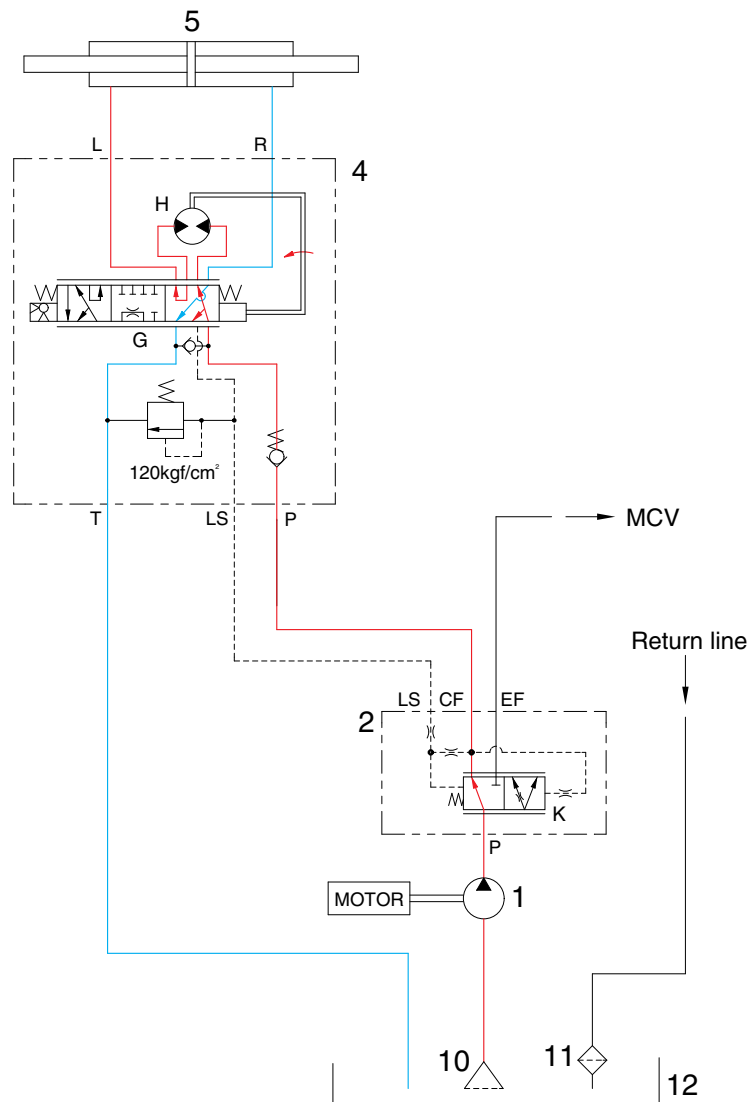 5
L R
4
H
G
120kgf/cm²
T LS P
MCV
Return line
LS CF EF
2
K
P
MOTOR
1
10
11
12